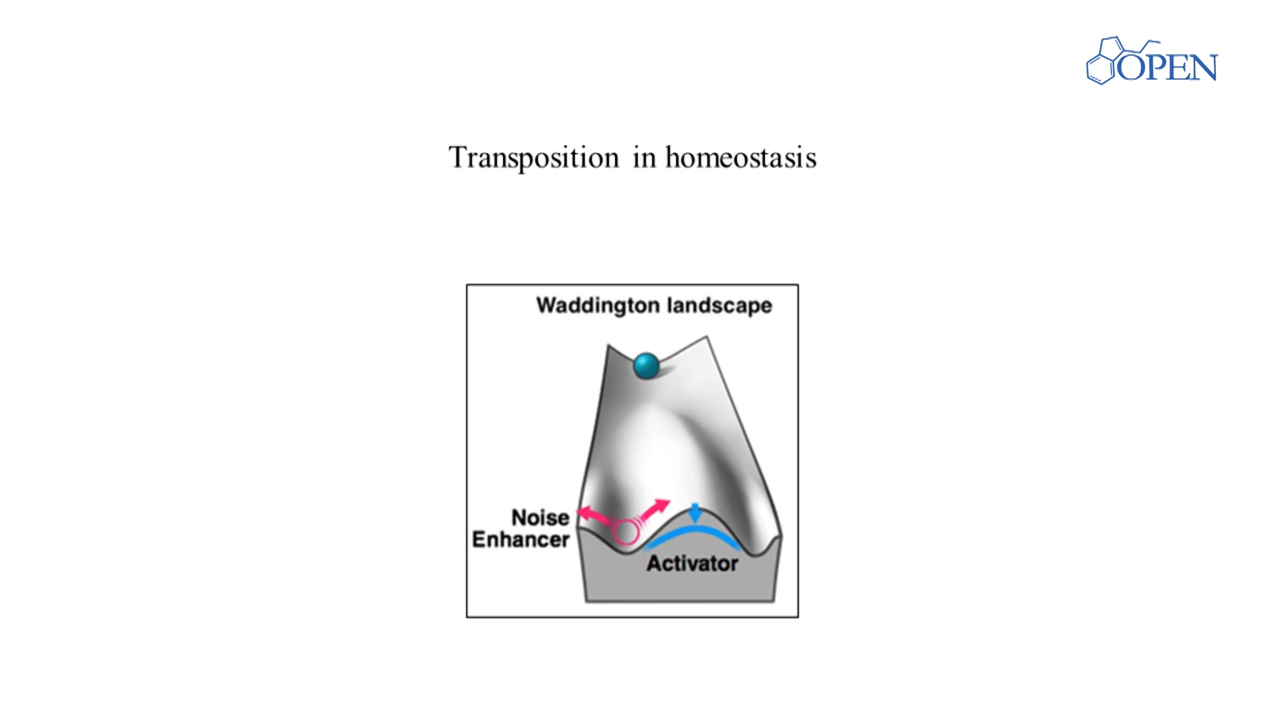 OPEN
Transposition in homeostasis
Waddington landscape
Noise
Enhancer
Activator